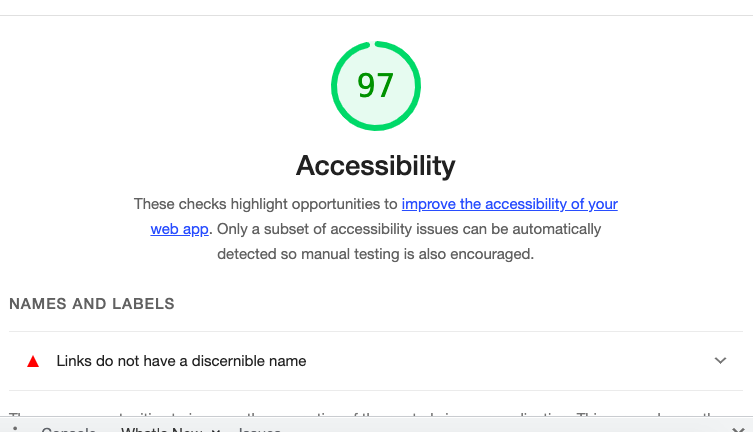 97
Accessibility
These checks highlight opportunities to improve the accessibility of your
web app. Only a subset of accessibility issues can be automatically
detected so manual testing is also encouraged.
NAMES AND LABELS
Links do not have a discernible name
Console What's New Issues